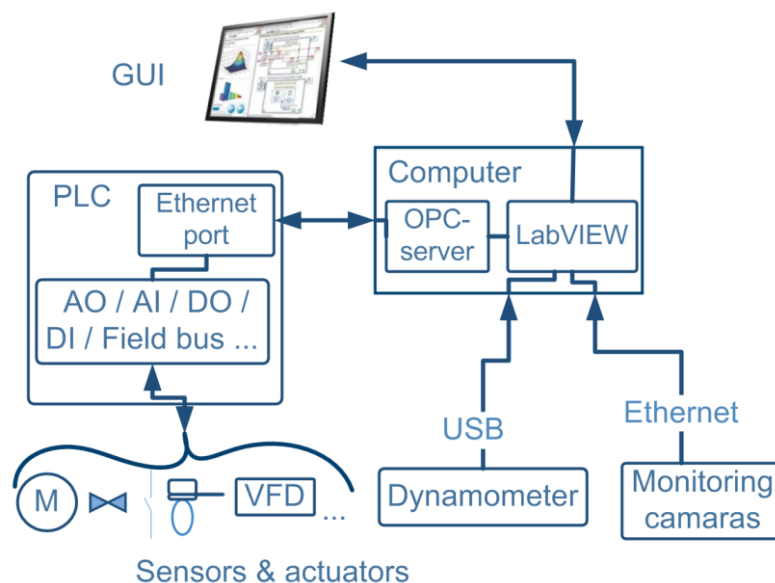 GUI
PLC
Ethernet
port
AO / AI / DO /
DI / Field bus ...
Computer
OPC-
server
LabVIEW
USB
Ethernet
M
VFD
...
Dynamometer
Monitoring
camaras
Sensors & actuators